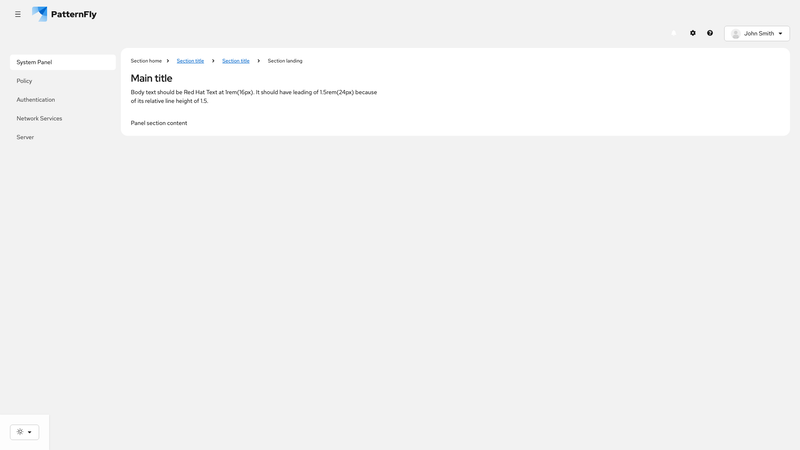 PatternFly
John Smith
System Panel
Policy
Authentication
Network Services
Server
Section home
Section title
Section title
Section landing
Main title
Body text should be Red Hat Text at 1rem(16px). It should have leading of 1.5rem(24px) because
of its relative line height of 1.5.
Panel section content